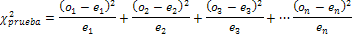 χ²prueba = (o₁ − e₁)²/e₁ + (o₂ − e₂)²/e₂ + (o₃ − e₃)²/e₃ + ⋯ (oₙ − eₙ)²/eₙ